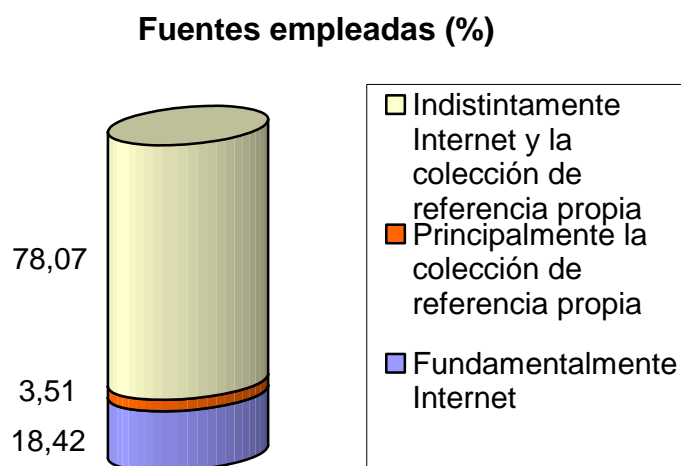 Fuentes empleadas (%)
78,07
3,51
18,42
Indistintamente
Internet y la
colección de
referencia propia
Principalmente la
colección de
referencia propia
Fundamentalmente
Internet